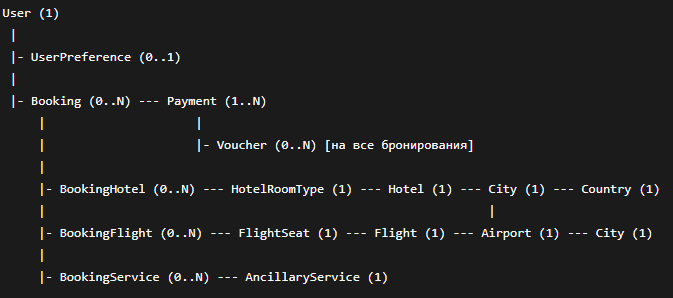 User (1)
|
|- UserPreference (0..1)
|
|- Booking (0..N) --- Payment (1..N)
| |
| |- Voucher (0..N) [на все бронирования]
|
|- BookingHotel (0..N) --- HotelRoomType (1) --- Hotel (1) --- City (1) --- Country (1)
| |
|- BookingFlight (0..N) --- FlightSeat (1) --- Flight (1) --- Airport (1) --- City (1)
|
|- BookingService (0..N) --- AncillaryService (1)